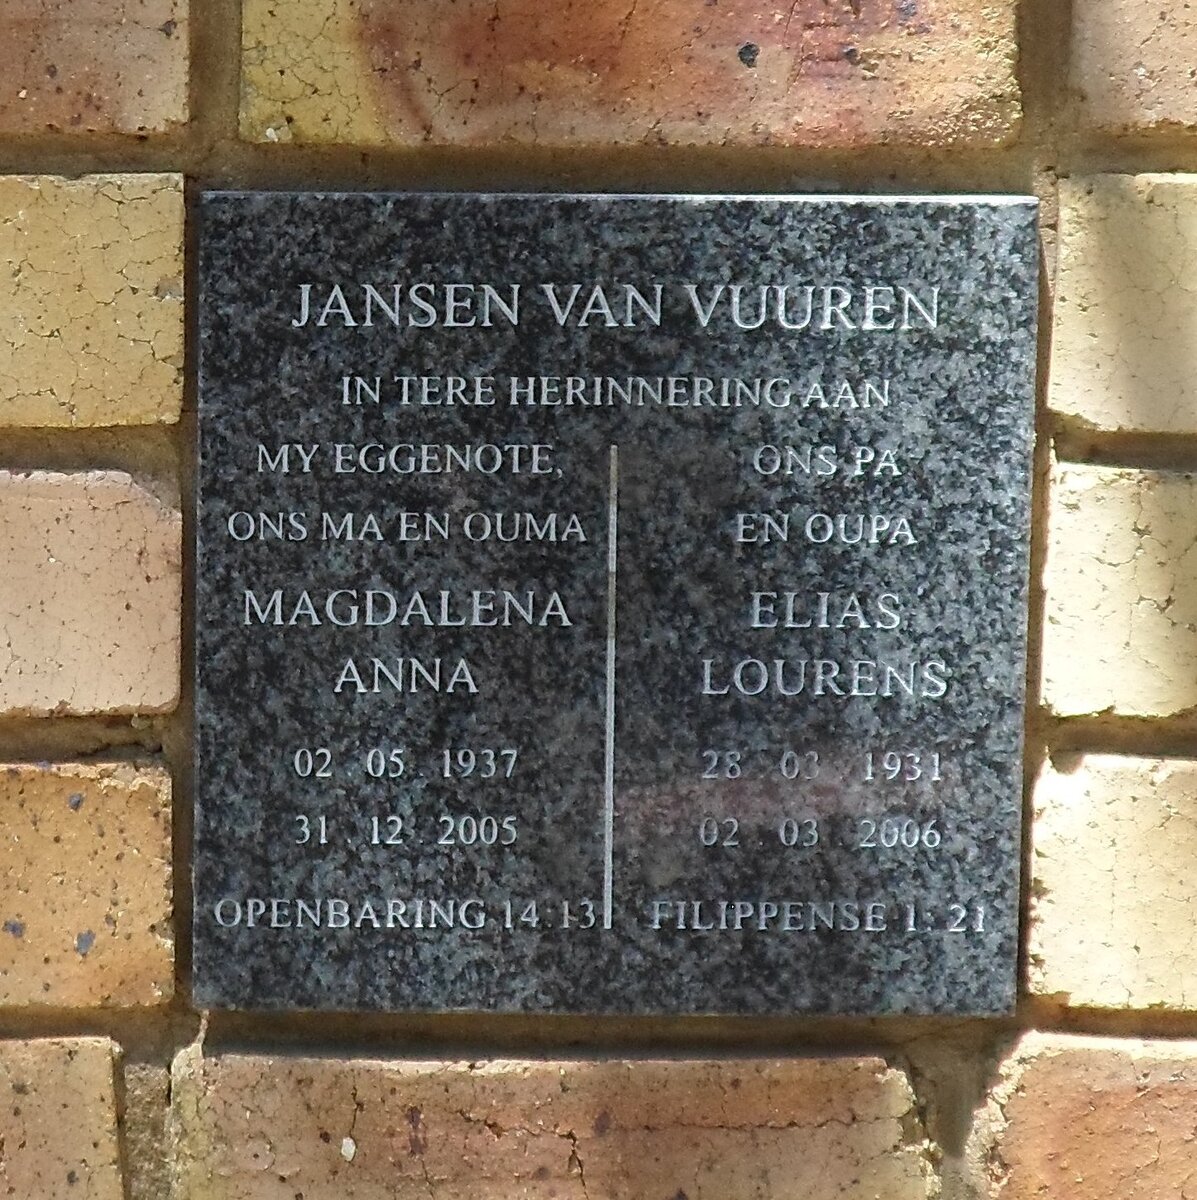 JANSEN VAN VUUREN
IN TERE HERINNERING AAN
MY EGGENOTE,
ONS MA EN OUMA
MAGDALENA
ANNA
02 . 05 . 1937
31 . 12 . 2005
OPENBARING 14:13
ONS PA
EN OUPA
ELIAS
LOURENS
28 . 03 . 1931
02 . 03 . 2006
FILIPPENSE 1: 21